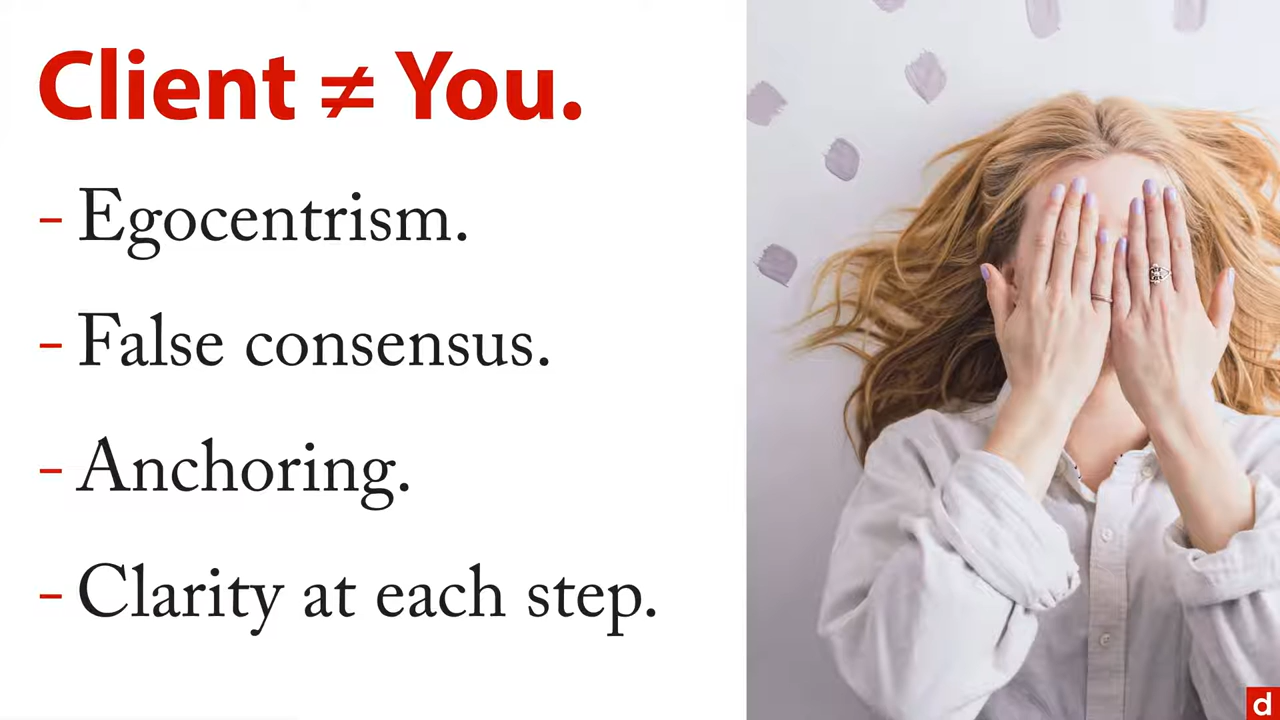 Client ≠ You.
- Egocentrism.
- False consensus.
- Anchoring.
- Clarity at each step.
d